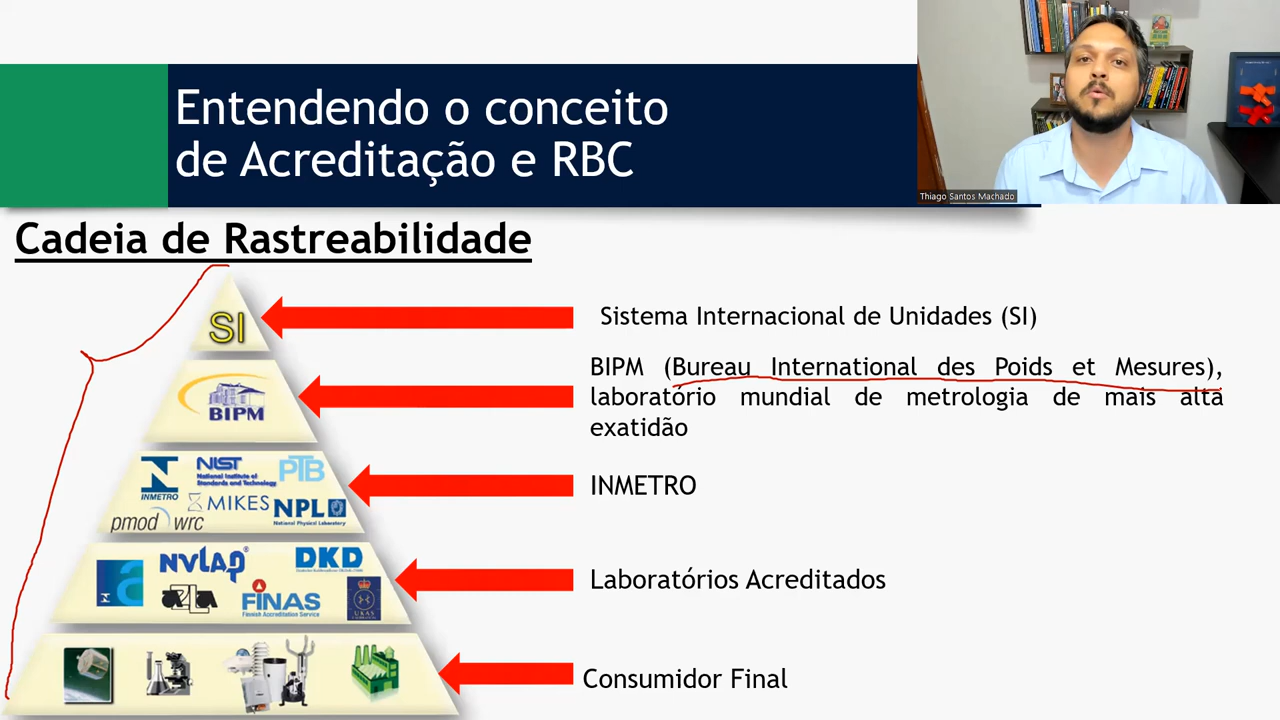 Entendendo o conceito
de Acreditação e RBC
Thiago Santos Machado
Cadeia de Rastreabilidade
SI
Sistema Internacional de Unidades (SI)
BIPM
BIPM (Bureau International des Poids et Mesures),
laboratório mundial de metrologia de mais alta
exatidão
INMETRO
NIST
National Institute of
Standards and Technology
PTB
MIKES
NPL
National Physical Laboratory
pmod wrc
INMETRO
NVLAP®
DKD
a2la
FINAS
Finnish Accreditation Service
UKAS
Laboratórios Acreditados
Consumidor Final